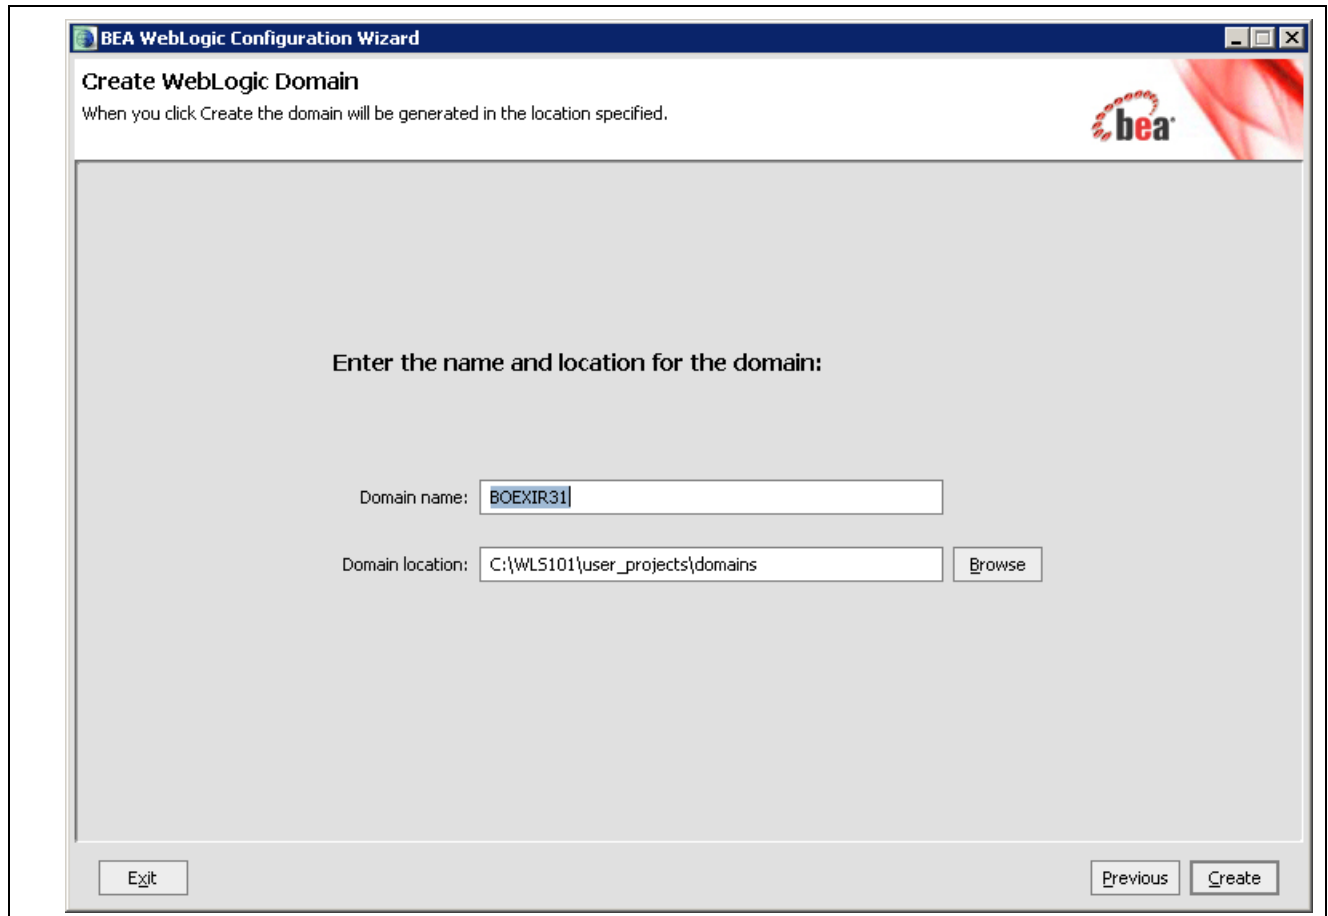 BEA WebLogic Configuration Wizard
Create WebLogic Domain
When you click Create the domain will be generated in the location specified.
bea
Enter the name and location for the domain:
Domain name: BOEXIR31
Domain location: C:\WLS101\user_projects\domains Browse
Exit Previous Create